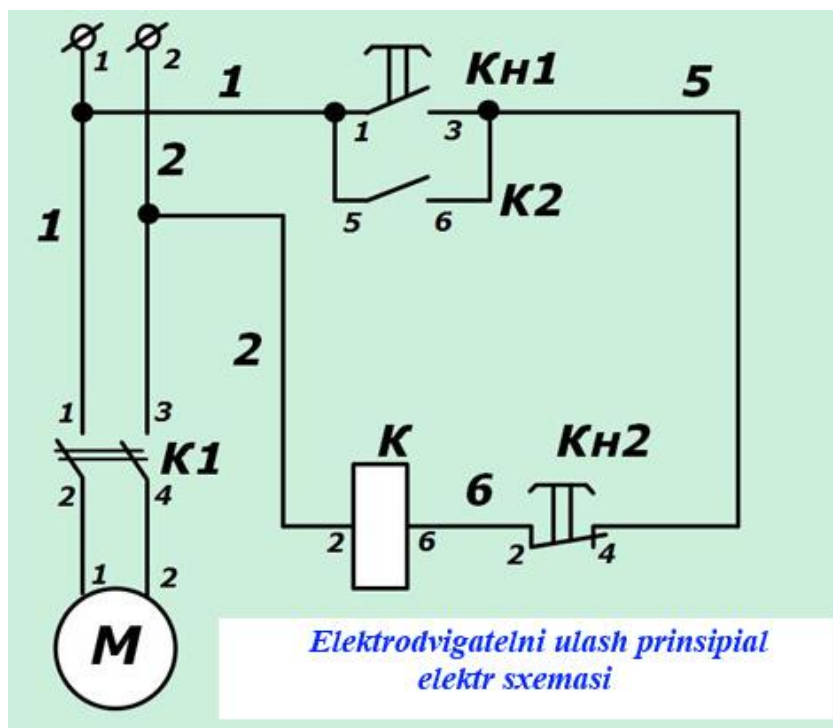 1 2
1 Кн1 5
1 3
2
5 6 К2
1
2
1 3 К Кн2
К1
2 4 6
2 6 2 4
1 2
М
Elektrodvigatelni ulash prinsipial
elektr sxemasi